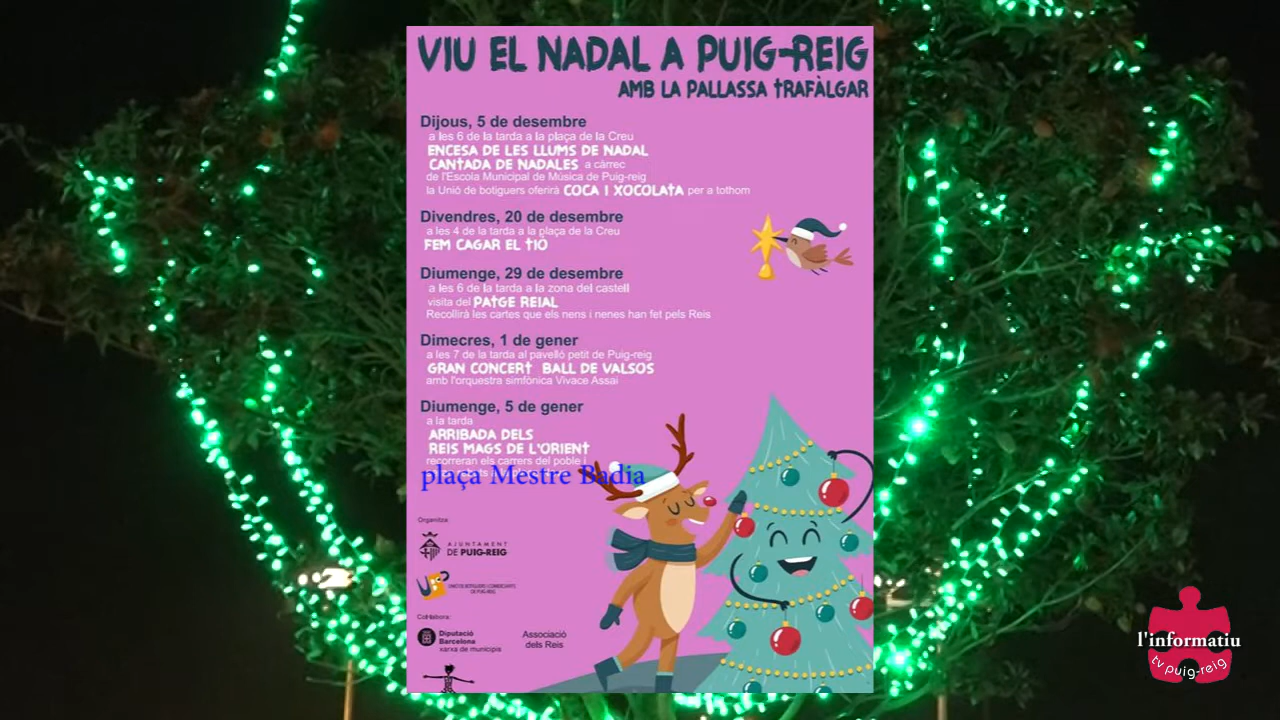 VIU EL NADAL A PUIG-REIG
AMB LA PALLASSA TRAFÀLGAR
Dijous, 5 de desembre
a les 6 de la tarda a la plaça de la Creu
ENCESA DE LES LLUMS DE NADAL
CANTADA DE NADALES a càrrec
de l'Escola Municipal de Música de Puig-reig
la Unió de botiguers oferirà COCA I XOCOLATA per a tothom
Divendres, 20 de desembre
a les 4 de la tarda a la plaça de la Creu
FEM CAGAR EL TIÓ
Diumenge, 29 de desembre
a les 6 de la tarda a la zona del castell
visita del PATGE REIAL
Recollirà les cartes que els nens i nenes han fet pels Reis
Dimecres, 1 de gener
a les 7 de la tarda al pavelló petit de Puig-reig
GRAN CONCERT BALL DE VALSOS
amb l'orquestra simfònica Vivace Assai
Diumenge, 5 de gener
a la tarda
ARRIBADA DELS
REIS MAGS DE L'ORIENT
recorreran els carrers del poble i
plaça Mestre Badia
Organitza:
AJUNTAMENT
DE PUIG-REIG
UNIÓ DE BOTIGUERS I COMERCIANTS
DE PUIG-REIG
Col·labora:
Diputació
Barcelona
xarxa de municipis
Associació
dels Reis
l'informatiu
tv puig-reig